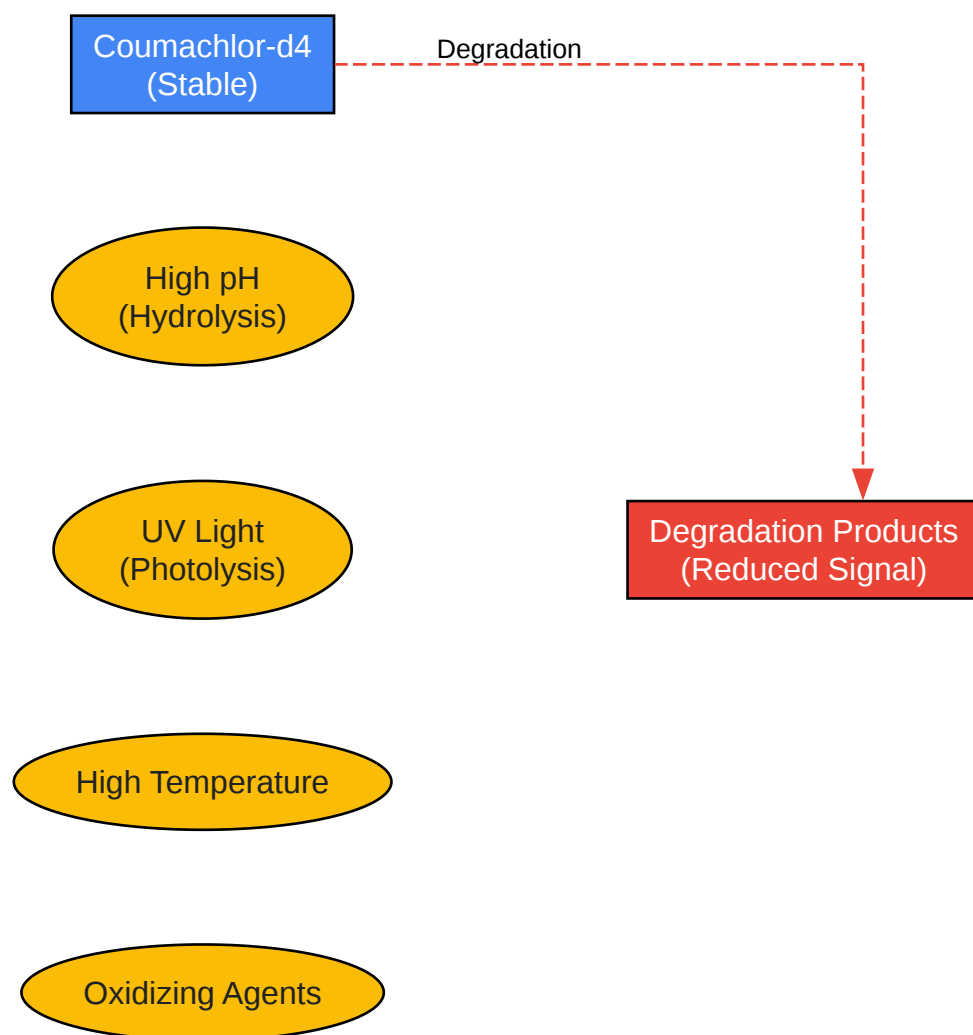 Coumachlor-d4
(Stable)
Degradation
High pH
(Hydrolysis)
UV Light
(Photolysis)
Degradation Products
(Reduced Signal)
High Temperature
Oxidizing Agents